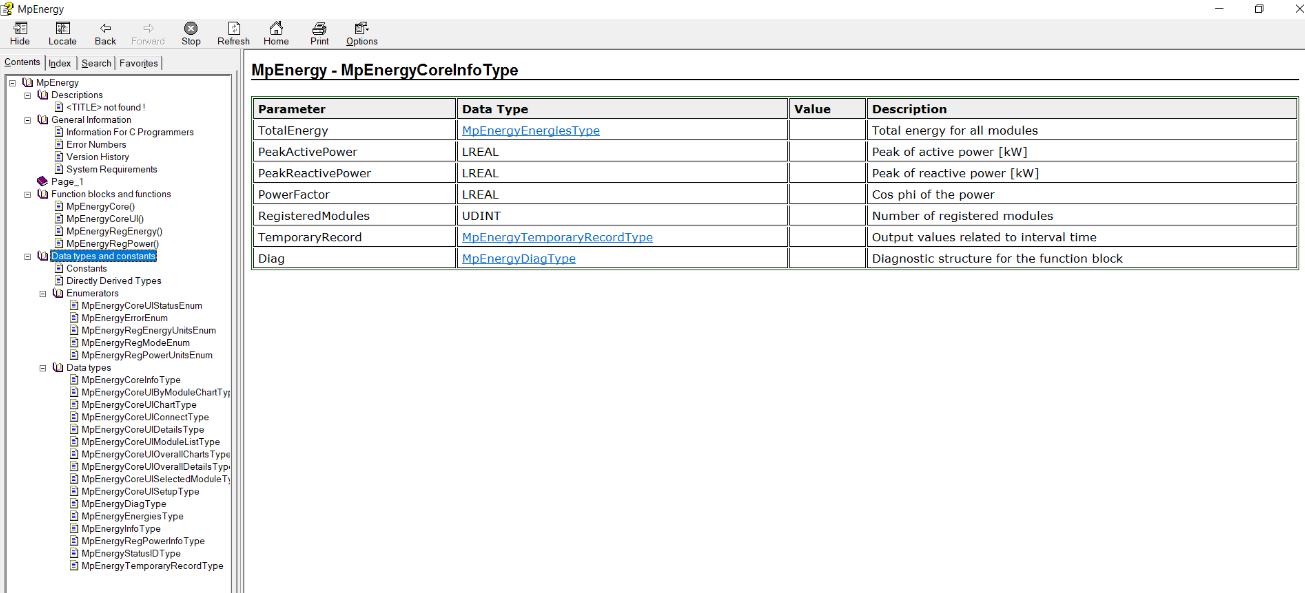 MpEnergy
Hide Locate Back Forward Stop Refresh Home Print Options
Contents Index Search Favorites
MpEnergy
Descriptions
<TITLE> not found !
General Information
Information For C Programmers
Error Numbers
Version History
System Requirements
Page_1
Function blocks and functions
MpEnergyCore()
MpEnergyCoreUI()
MpEnergyRegEnergy()
MpEnergyRegPower()
Data types and constants
Constants
Directly Derived Types
Enumerators
MpEnergyCoreUIStatusEnum
MpEnergyErrorEnum
MpEnergyRegEnergyUnitsEnum
MpEnergyRegModeEnum
MpEnergyRegPowerUnitsEnum
Data types
MpEnergyCoreInfoType
MpEnergyCoreUIByModuleChartTyp
MpEnergyCoreUIChartType
MpEnergyCoreUIConnectType
MpEnergyCoreUIDetailsType
MpEnergyCoreUIModuleListType
MpEnergyCoreUIOverallChartsType
MpEnergyCoreUIOverallDetailsType
MpEnergyCoreUISelectedModuleTy
MpEnergyCoreUISetupType
MpEnergyDiagType
MpEnergyEnergiesType
MpEnergyInfoType
MpEnergyRegPowerInfoType
MpEnergyStatusIDType
MpEnergyTemporaryRecordType
MpEnergy - MpEnergyCoreInfoType
Parameter Data Type Value Description
TotalEnergy MpEnergyEnergiesType Total energy for all modules
PeakActivePower LREAL Peak of active power [kW]
PeakReactivePower LREAL Peak of reactive power [kW]
PowerFactor LREAL Cos phi of the power
RegisteredModules UDINT Number of registered modules
TemporaryRecord MpEnergyTemporaryRecordType Output values related to interval time
Diag MpEnergyDiagType Diagnostic structure for the function block